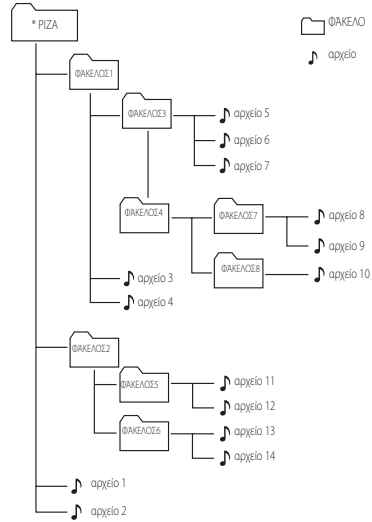 * ΡΙΖΑ
ΦΑΚΕΛΟ
αρχείο
ΦΑΚΕΛΟΣ1
ΦΑΚΕΛΟΣ3
αρχείο 5
αρχείο 6
αρχείο 7
ΦΑΚΕΛΟΣ4
ΦΑΚΕΛΟΣ7
αρχείο 8
αρχείο 9
ΦΑΚΕΛΟΣ8
αρχείο 10
αρχείο 3
αρχείο 4
ΦΑΚΕΛΟΣ2
ΦΑΚΕΛΟΣ5
αρχείο 11
αρχείο 12
ΦΑΚΕΛΟΣ6
αρχείο 13
αρχείο 14
αρχείο 1
αρχείο 2